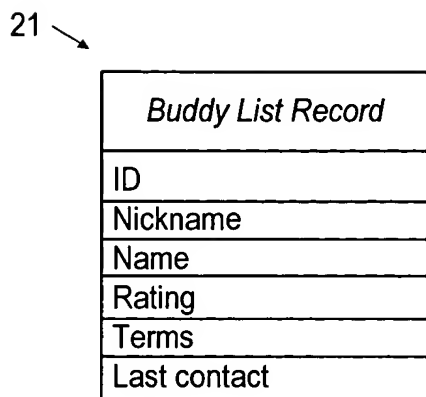 21
Buddy List Record
ID
Nickname
Name
Rating
Terms
Last contact